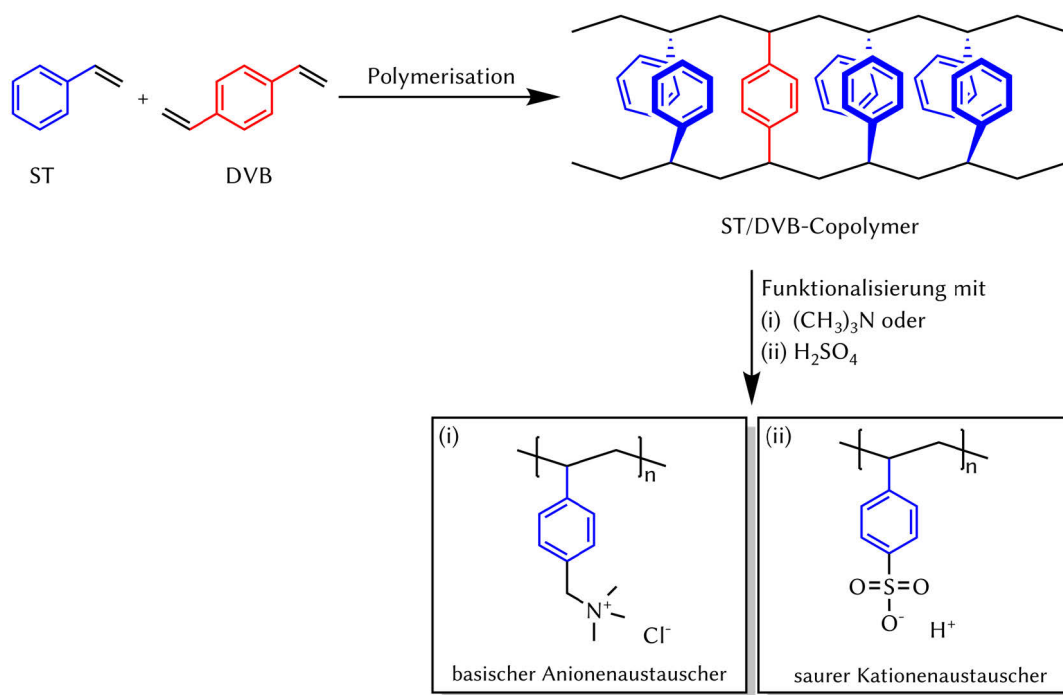 Polymerisation
+
ST
DVB
ST/DVB-Copolymer
Funktionalisierung mit
(i) (CH₃)₃N oder
(ii) H₂SO₄
(i)
n
N⁺
Cl⁻
basischer Anionenaustauscher
(ii)
n
O=S=O
O⁻
H⁺
saurer Kationenaustauscher